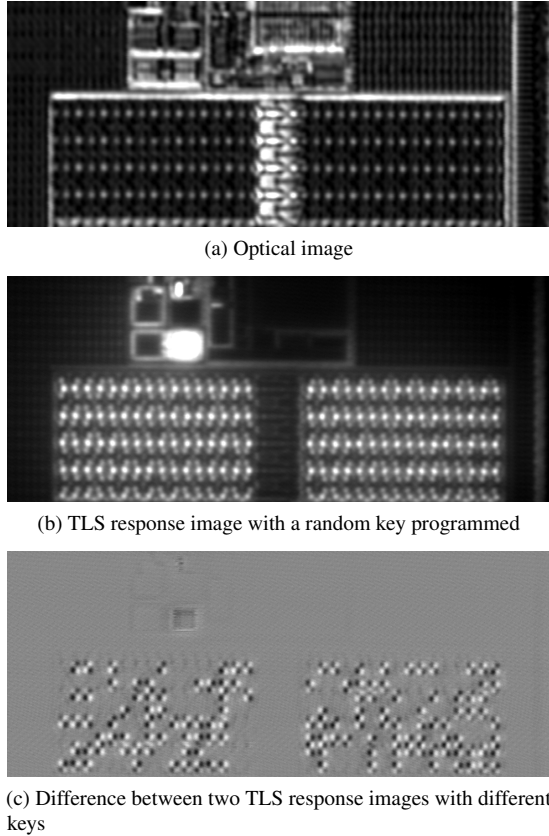 (a) Optical image
(b) TLS response image with a random key programmed
(c) Difference between two TLS response images with different
keys